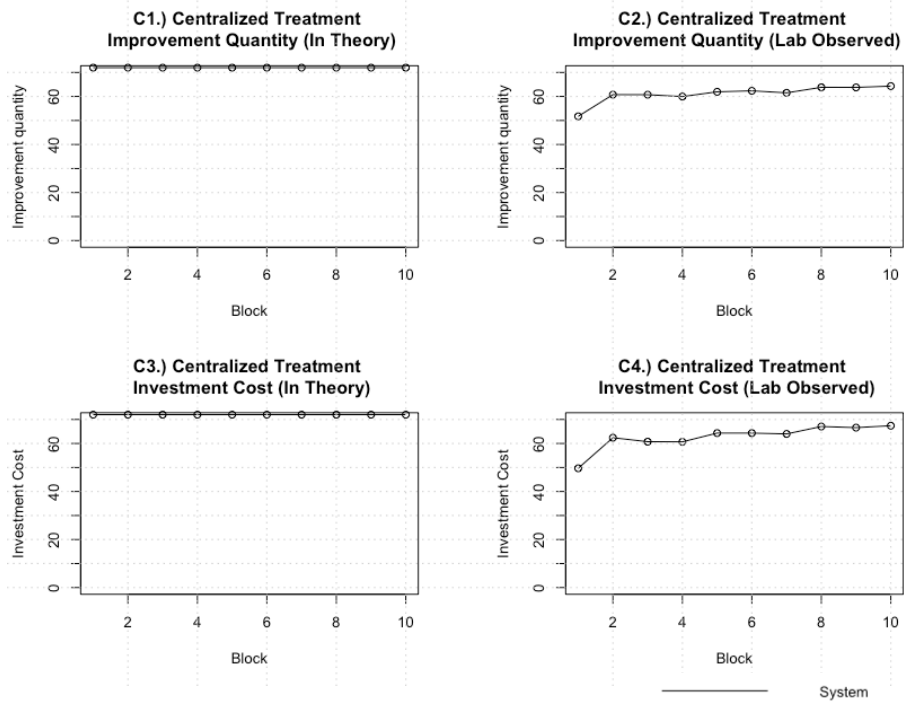 C1.) Centralized Treatment
Improvement Quantity (In Theory)
Improvement quantity
0 20 40 60
2 4 6 8 10
Block
C2.) Centralized Treatment
Improvement Quantity (Lab Observed)
Improvement quantity
0 20 40 60
2 4 6 8 10
Block
C3.) Centralized Treatment
Investment Cost (In Theory)
Investment Cost
0 20 40 60
2 4 6 8 10
Block
C4.) Centralized Treatment
Investment Cost (Lab Observed)
Investment Cost
0 20 40 60
2 4 6 8 10
Block
System